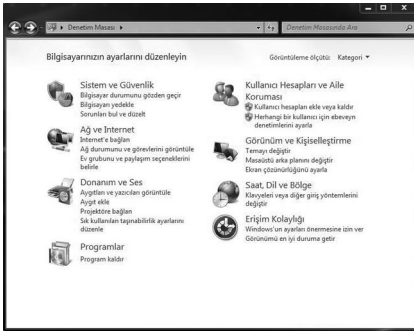 Denetim Masası
Denetim Masasında Ara
Bilgisayarınızın ayarlarını düzenleyin
Görüntüleme ölçütü: Kategori
Sistem ve Güvenlik
Bilgisayar durumunu gözden geçir
Bilgisayarı yedekle
Sorunları bul ve düzelt
Ağ ve Internet
Internet'e bağlan
Ağ durumunu ve görevlerini görüntüle
Ev grubunu ve paylaşım seçeneklerini
belirle
Donanım ve Ses
Aygıtları ve yazıcıları görüntüle
Aygıt ekle
Projektöre bağlan
Sık kullanılan taşınabilirlik ayarlarını
düzenle
Programlar
Program kaldır
Kullanıcı Hesapları ve Aile
Koruması
Kullanıcı hesapları ekle veya kaldır
Herhangi bir kullanıcı için ebeveyn
denetimlerini ayarla
Görünüm ve Kişiselleştirme
Temayı değiştir
Masaüstü arka planını değiştir
Ekran çözünürlüğünü ayarla
Saat, Dil ve Bölge
Klavyeleri veya diğer giriş yöntemlerini
değiştir
Erişim Kolaylığı
Windows'un ayarları önermesine izin ver
Görünümü en iyi duruma getir